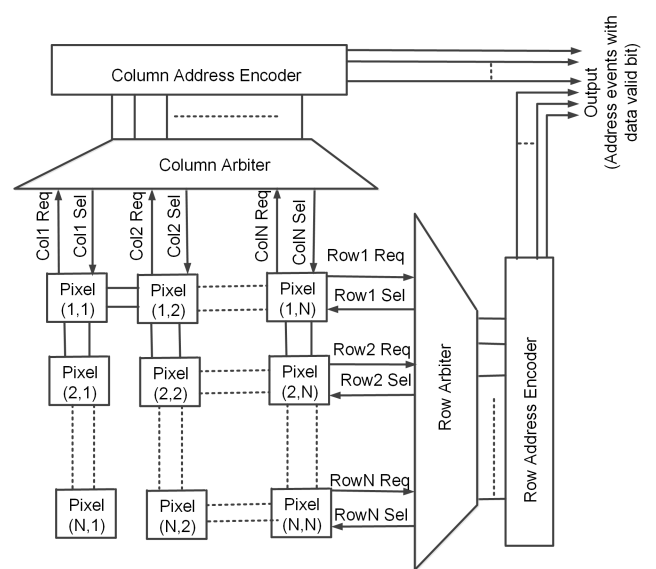 Column Address Encoder
Output
(Address events with
data valid bit)
Column Arbiter
Col1 Req
Col1 Sel
Col2 Req
Col2 Sel
ColN Req
ColN Sel
Row1 Req
Row1 Sel
Pixel
(1,1)
Pixel
(1,2)
Pixel
(1,N)
Row2 Req
Row2 Sel
Pixel
(2,1)
Pixel
(2,2)
Pixel
(2,N)
Row Arbiter
Row Address Encoder
RowN Req
RowN Sel
Pixel
(N,1)
Pixel
(N,2)
Pixel
(N,N)